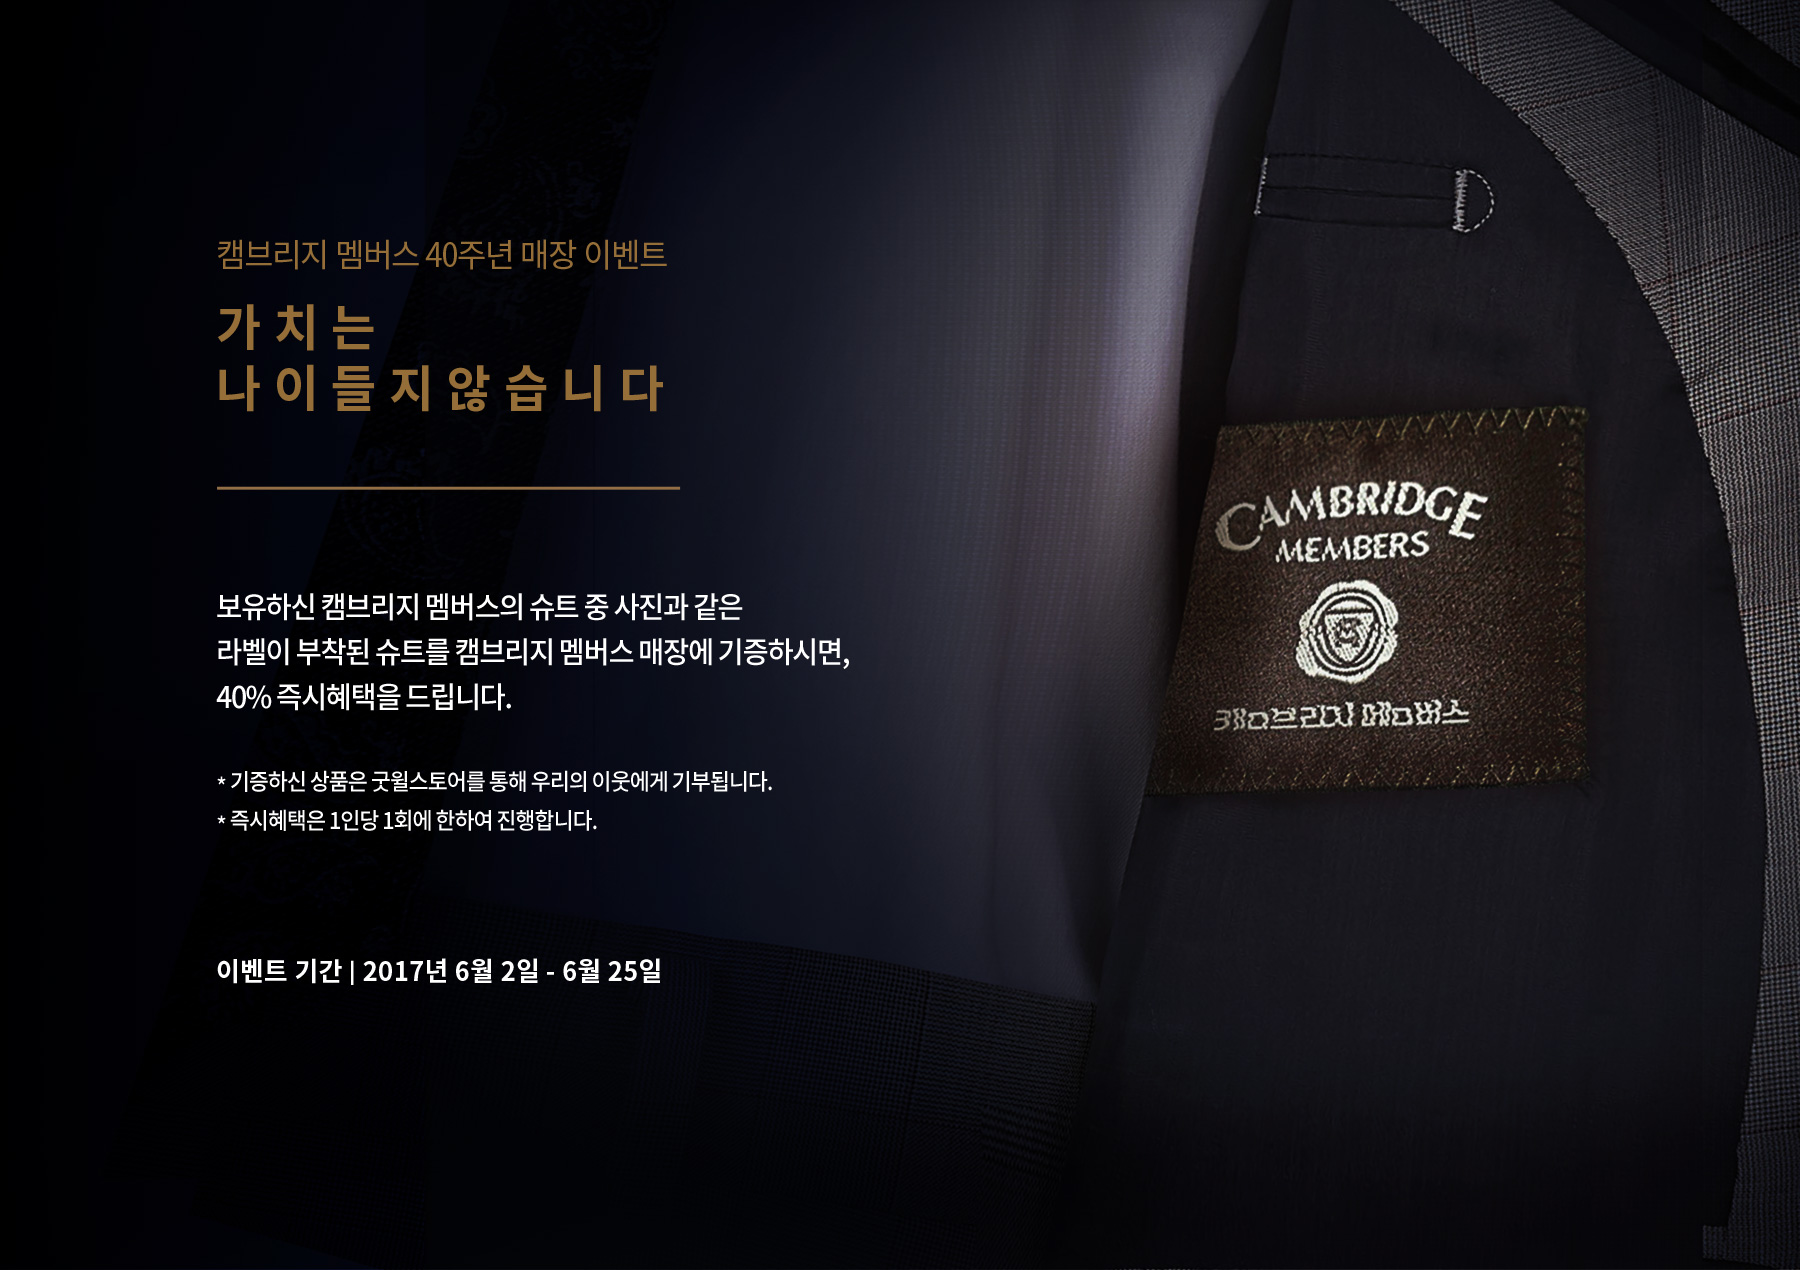 캠브리지 멤버스 40주년 매장 이벤트
가치는
나이들지않습니다
보유하신 캠브리지 멤버스의 슈트 중 사진과 같은
라벨이 부착된 슈트를 캠브리지 멤버스 매장에 기증하시면,
40% 즉시혜택을 드립니다.
* 기증하신 상품은 굿윌스토어를 통해 우리의 이웃에게 기부됩니다.
* 즉시혜택은 1인당 1회에 한하여 진행합니다.
이벤트 기간 | 2017년 6월 2일 - 6월 25일
CAMBRIDGE
MEMBERS
캠브리지 멤버스